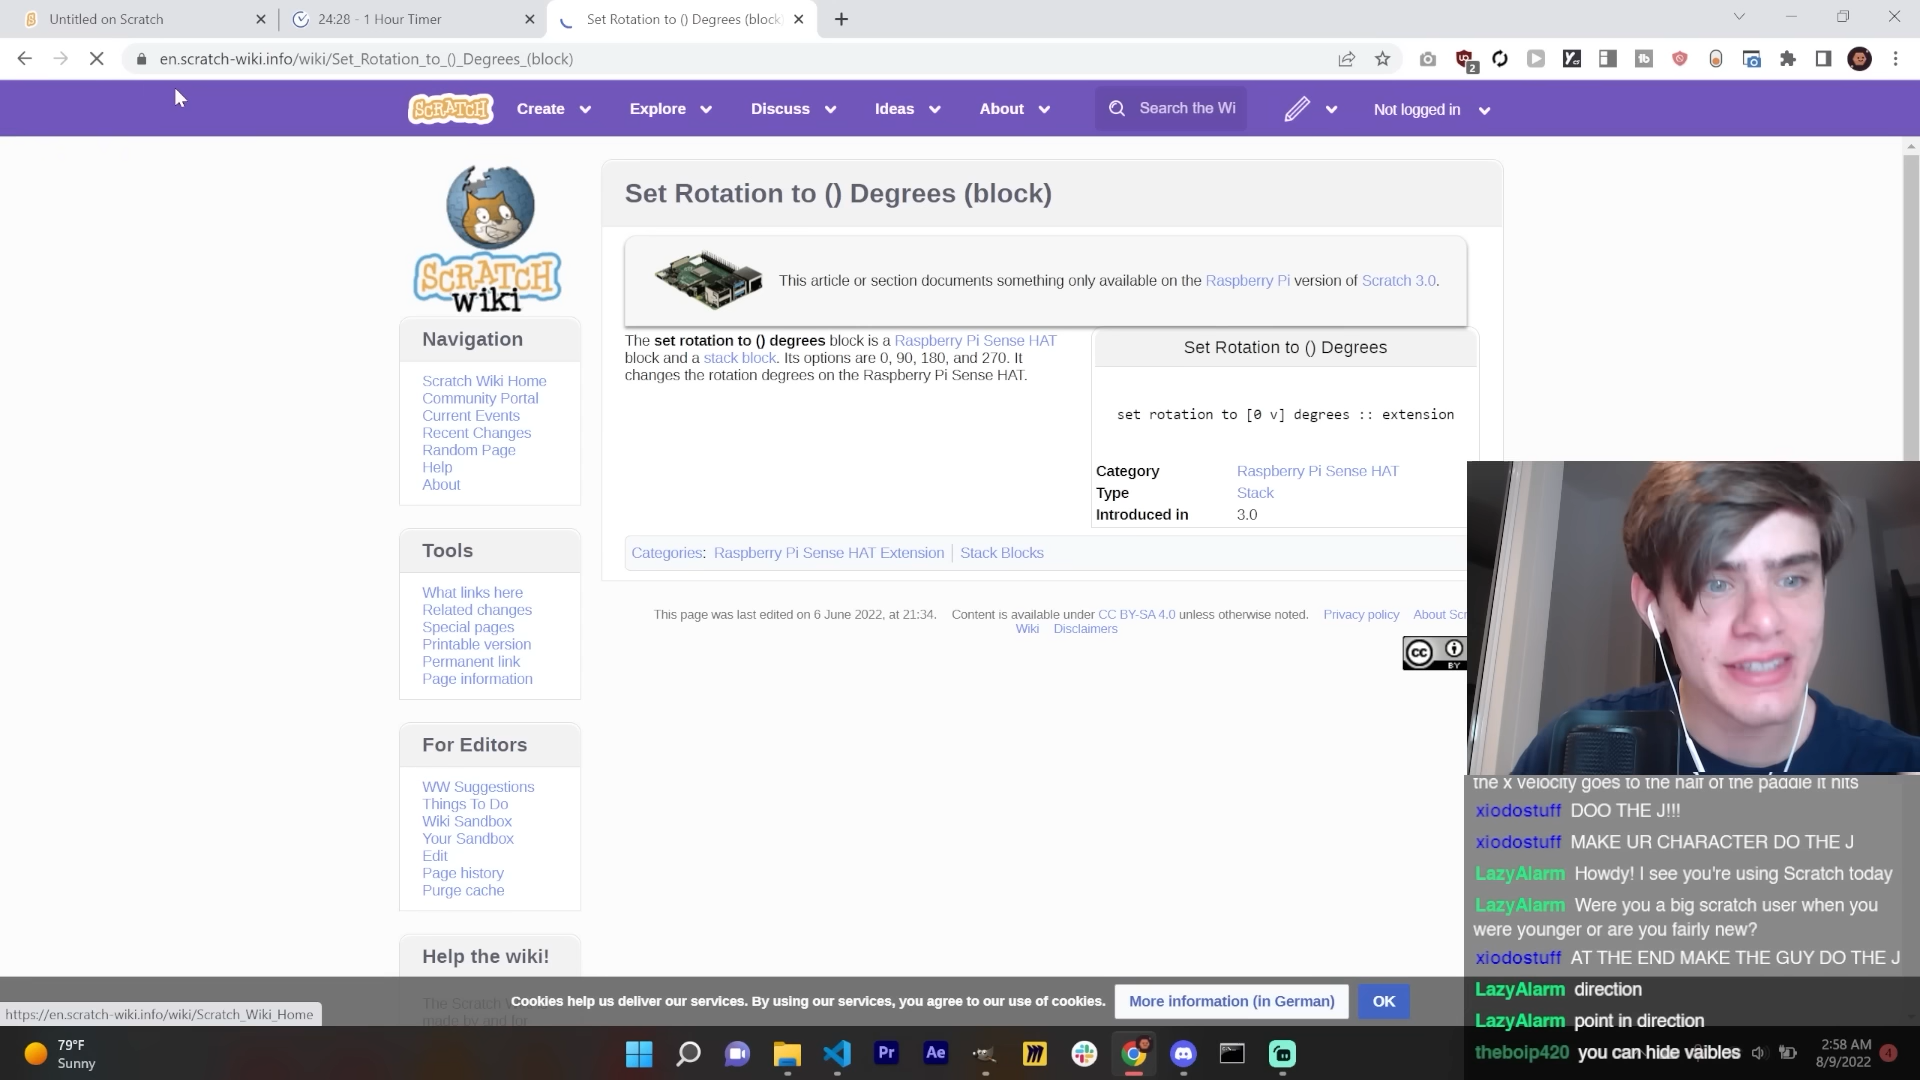 Untitled on Scratch
24:28 - 1 Hour Timer
Set Rotation to () Degrees (block
en.scratch-wiki.info/wiki/Set_Rotation_to_()_Degrees_(block)
2
SCRATCH
Create
Explore
Discuss
Ideas
About
Search the Wi
Not logged in
SCRATCH
wiki
Set Rotation to () Degrees (block)
This article or section documents something only available on the Raspberry Pi version of Scratch 3.0.
The set rotation to () degrees block is a Raspberry Pi Sense HAT
block and a stack block. Its options are 0, 90, 180, and 270. It
changes the rotation degrees on the Raspberry Pi Sense HAT.
Set Rotation to () Degrees
set rotation to [0 v] degrees :: extension
Category Raspberry Pi Sense HAT
Type Stack
Introduced in 3.0
Categories: Raspberry Pi Sense HAT Extension Stack Blocks
This page was last edited on 6 June 2022, at 21:34. Content is available under CC BY-SA 4.0 unless otherwise noted. Privacy policy About Scr
Wiki Disclaimers
cc
BY
Navigation
Scratch Wiki Home
Community Portal
Current Events
Recent Changes
Random Page
Help
About
Tools
What links here
Related changes
Special pages
Printable version
Permanent link
Page information
For Editors
WW Suggestions
Things To Do
Wiki Sandbox
Your Sandbox
Edit
Page history
Purge cache
Help the wiki!
The Scratch
made by and for
Cookies help us deliver our services. By using our services, you agree to our use of cookies.
More information (in German)
OK
https://en.scratch-wiki.info/wiki/Scratch_Wiki_Home
the x velocity goes to the half of the paddle it hits
xiodostuff DOO THE J!!!
xiodostuff MAKE UR CHARACTER DO THE J
LazyAlarm Howdy! I see you're using Scratch today
LazyAlarm Were you a big scratch user when you
were younger or are you fairly new?
xiodostuff AT THE END MAKE THE GUY DO THE J
LazyAlarm direction
LazyAlarm point in direction
theboip420 you can hide vaibles
79°F
Sunny
Pr
Ae
2:58 AM
8/9/2022
4